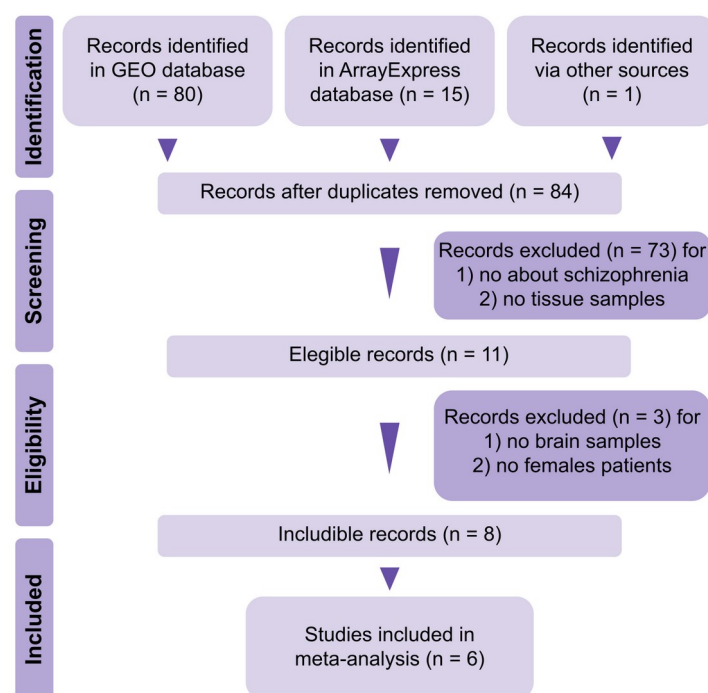 Identification
Records identified
in GEO database
(n = 80)
Records identified
in ArrayExpress
database (n = 15)
Records identified
via other sources
(n = 1)
Records after duplicates removed (n = 84)
Screening
Records excluded (n = 73) for
1) no about schizophrenia
2) no tissue samples
Elegible records (n = 11)
Eligibility
Records excluded (n = 3) for
1) no brain samples
2) no females patients
Includible records (n = 8)
Included
Studies included in
meta-analysis (n = 6)